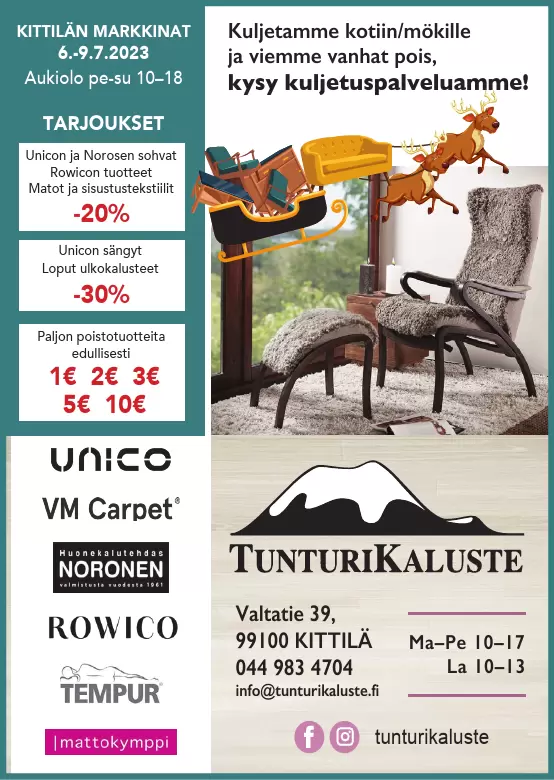 KITTILÄN MARKKINAT
6.-9.7.2023
Aukiolo pe-su 10–18
TARJOUKSET
Unicon ja Norosen sohvat
Rowicon tuotteet
Matot ja sisustustekstiilit
-20%
Unicon sängyt
Loput ulkokalusteet
-30%
Paljon poistotuotteita
edullisesti
1€ 2€ 3€
5€ 10€
Kuljetamme kotiin/mökille
ja viemme vanhat pois,
kysy kuljetuspalveluamme!
UNICO
VM Carpet®
Huonekalutehdas
NORONEN
valmistusta vuodesta 1961
ROWICO
TEMPUR®
|mattokymppi
TUNTURIKALUSTE
Valtatie 39,
99100 KITTILÄ
044 983 4704
info@tunturikaluste.fi
Ma–Pe 10–17
La 10–13
tunturikaluste